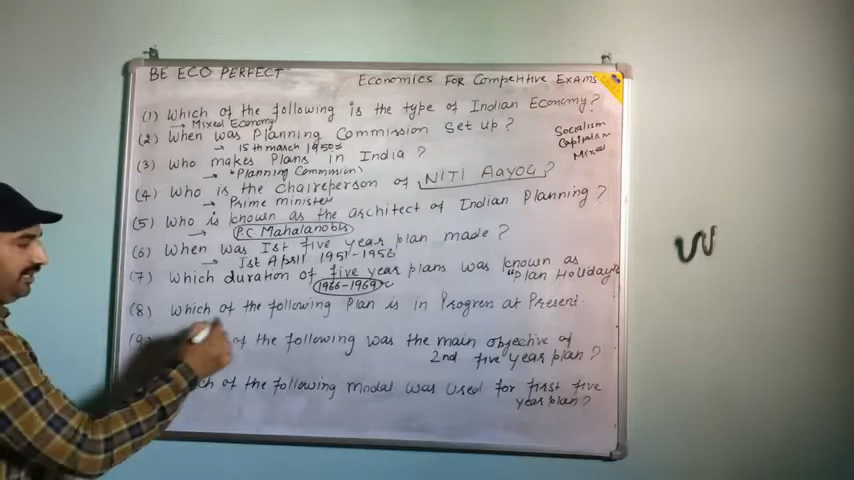 BE ECO PERFECT
Economics For Competitive Exams
(1) Which of the following is the type of Indian Economy?
→ Mixed Economy
(2) When was Planning Commission Set up?
→ 15th march 1950
Socialism
Capitalism
Mixed
(3) Who makes Plans in India?
→ "Planning Commission"
(4) Who is the Chaireperson of NITI Aayog?
→ Prime minister
(5) Who is known as the architect of Indian Planning?
→ P.C. Mahalanobis
(6) When was Ist five year plan made?
→ Ist April 1951-1956
(7) Which duration of five year plans was known as
"Plan Holiday"
1966-1969
(8) Which of the following Plan is in Progress at Present.
(9) of the following was the main objective of
2nd five year plan?
ch of the following modal was used for first five
year plan?